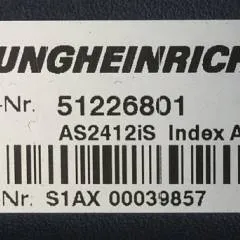 UNGHEINRICH
-Nr. 51226801
AS2412iS Index A
-Nr. S1AX 00039857